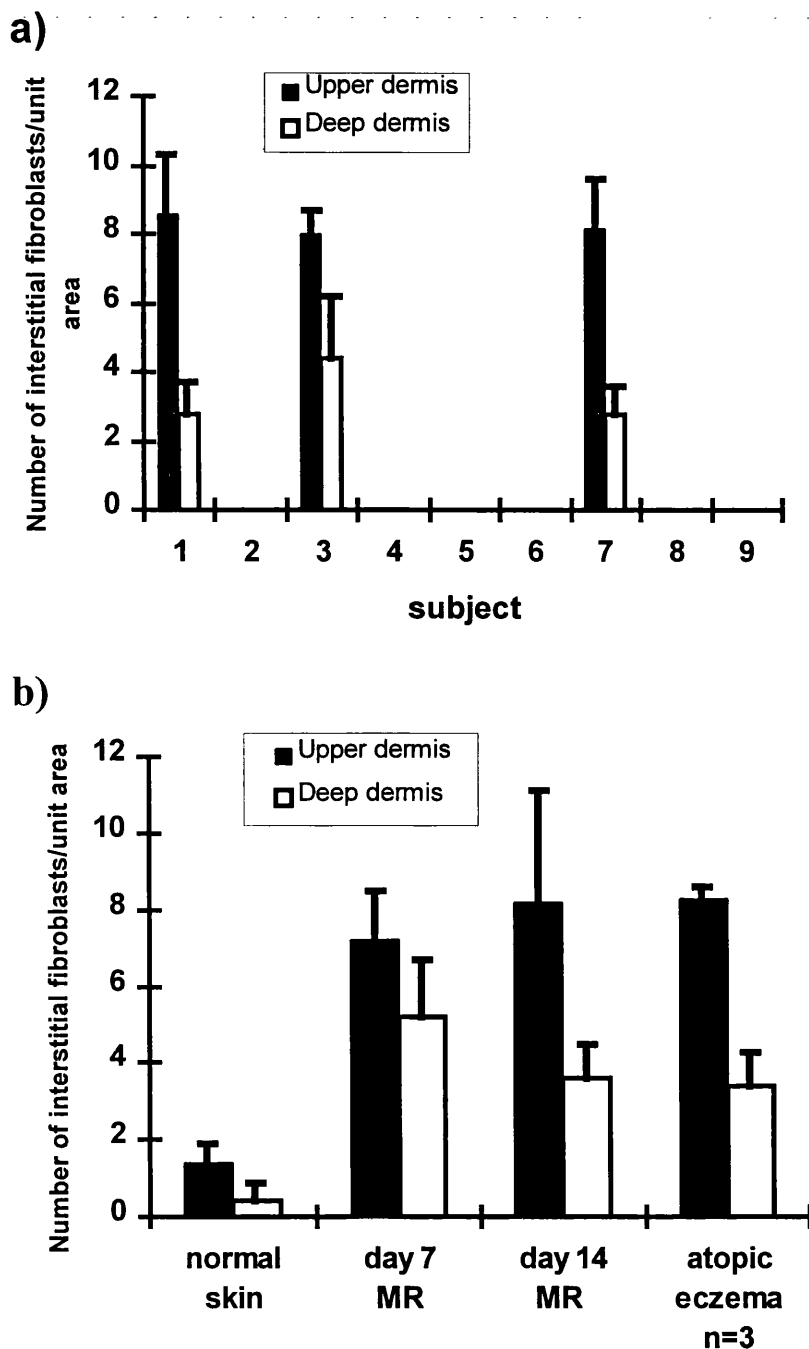 a)
Number of interstitial fibroblasts/unit
area
12
10
8
6
4
2
0
Upper dermis
Deep dermis
1 2 3 4 5 6 7 8 9
subject
b)
Number of interstitial fibroblasts/unit area
12
10
8
6
4
2
0
Upper dermis
Deep dermis
normal day 7 day 14 atopic
skin MR MR eczema
n=3